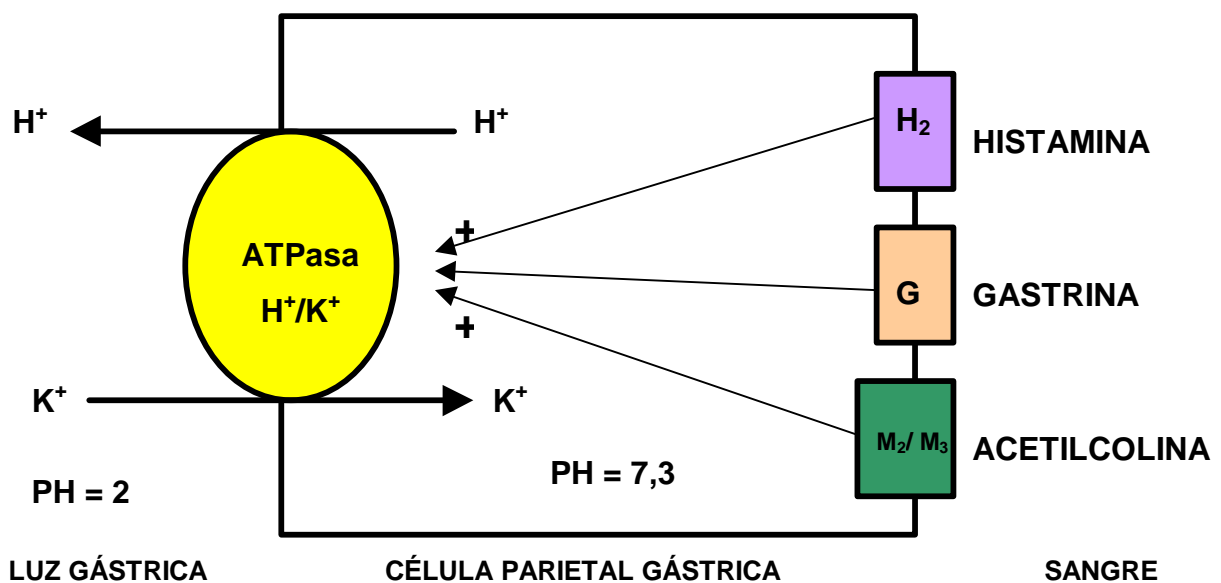 H⁺
H⁺
H₂
HISTAMINA
+
ATPasa
H⁺/K⁺
G
GASTRINA
+
K⁺
K⁺
M₂/ M₃
ACETILCOLINA
PH = 2
PH = 7,3
LUZ GÁSTRICA
CÉLULA PARIETAL GÁSTRICA
SANGRE